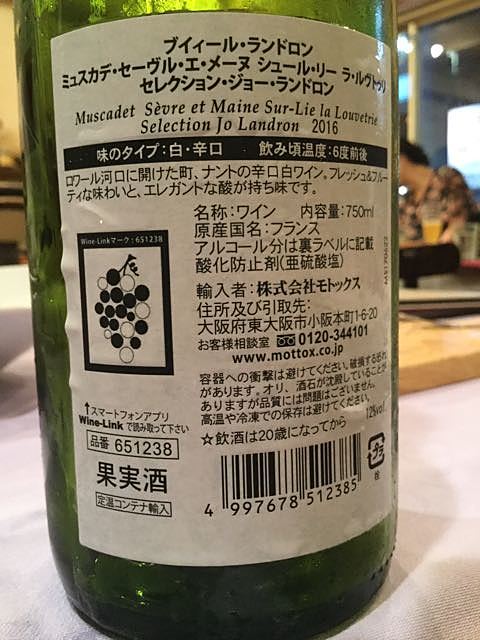 ブイィール・ランドロン
ミュスカデ・セーヴル・エ・メーヌ シュール・リー ラ・ルヴトゥリ
セレクション・ジョー・ランドロン
Muscadet Sèvre et Maine Sur-Lie la Louvetrie
Selection Jo Landron 2016
味のタイプ：白・辛口 飲み頃温度：6度前後
ロワール河口に開けた町、ナントの辛口白ワイン。フレッシュ&フルー
ティな味わいと、エレガントな酸が持ち味です。
名称：ワイン 内容量：750ml
原産国名：フランス
アルコール分は裏ラベルに記載
酸化防止剤(亜硫酸塩)
Wine-Linkマーク：651238
輸入者：株式会社モトックス
住所及び引取先：
大阪府東大阪市小阪本町1-6-20
お客様相談室 0120-344101
www.mottox.co.jp
容器への衝撃は避けてください。破損する恐れ
があります。オリ、酒石が沈殿していることが
ありますが品質には問題はございません。
高温や冷凍での保存は避けてください。
12%vol.
☆飲酒は20歳になってから
↑スマートフォンアプリ
Wine-Linkで読み取って下さい
品番 651238
果実酒
定温コンテナ輸入
4 997678 512385
プラ
栓